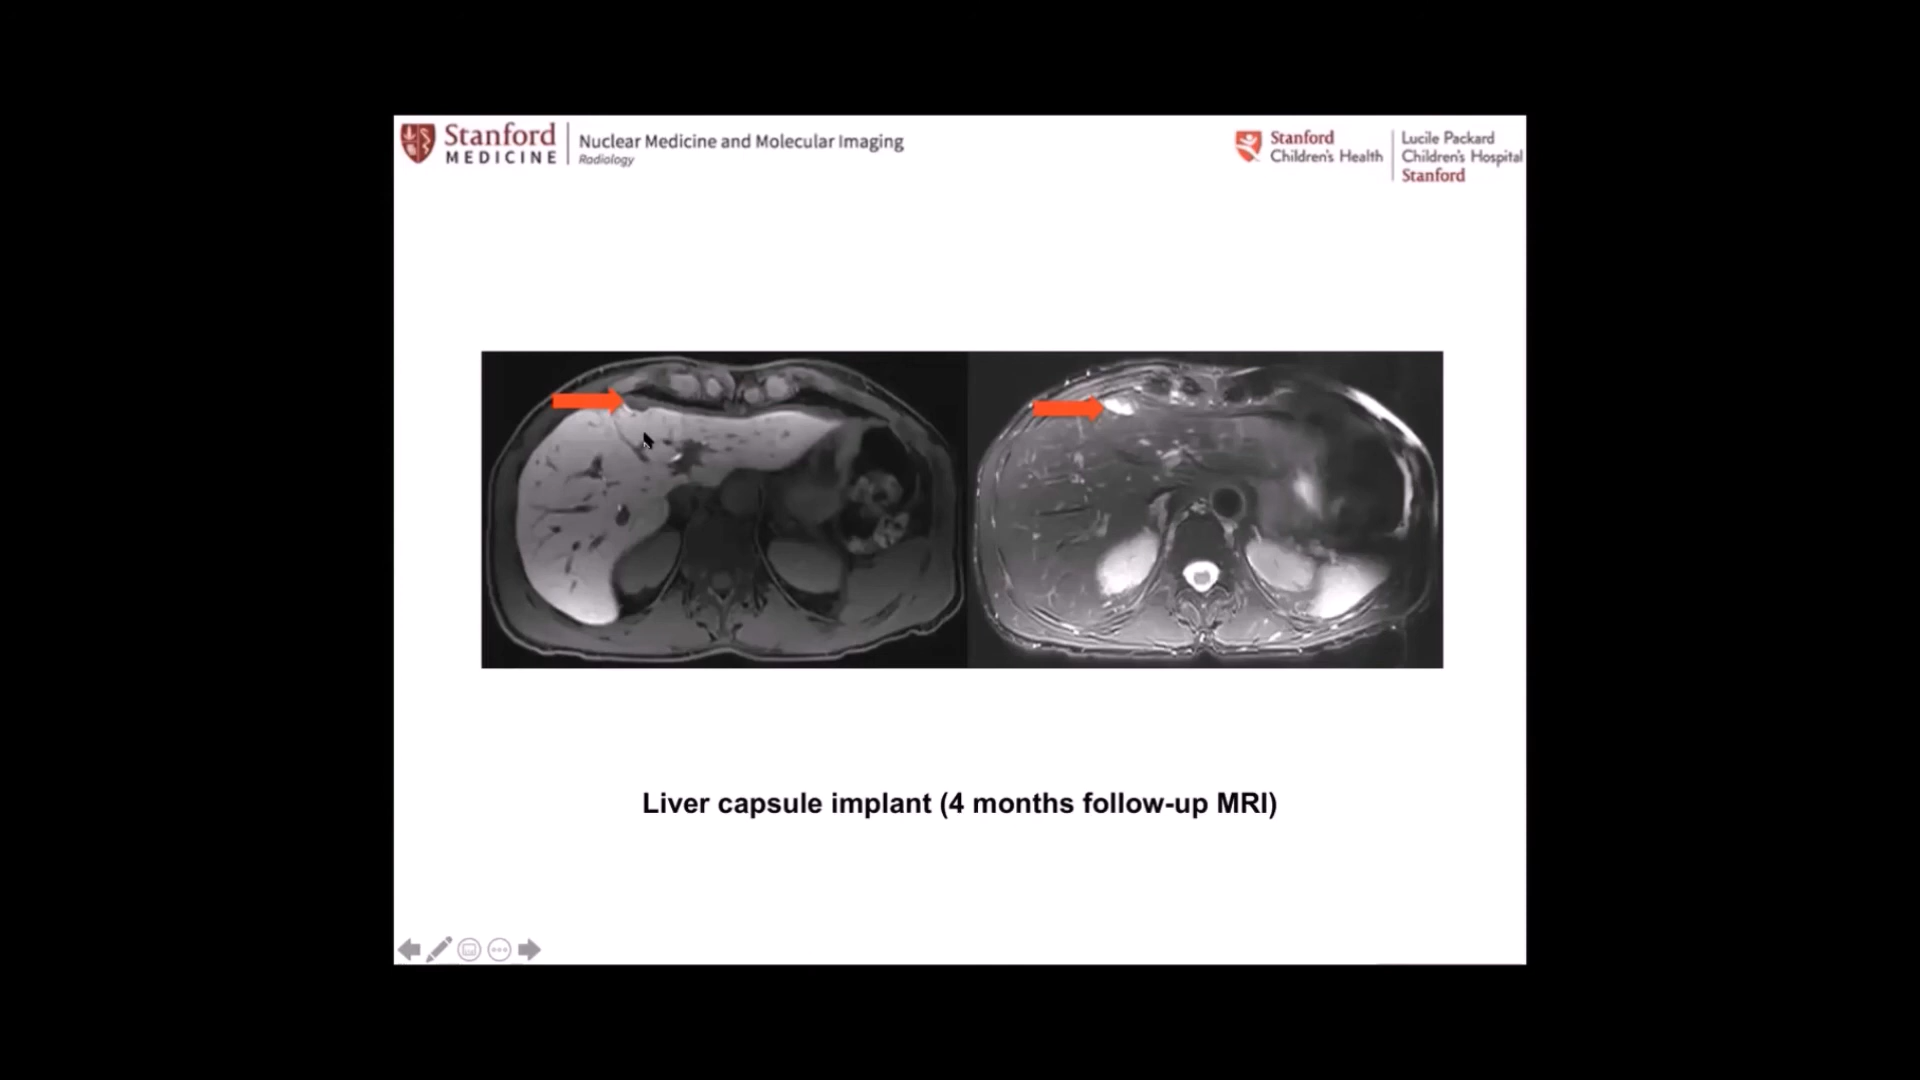 Stanford
MEDICINE
Nuclear Medicine and Molecular Imaging
Radiology
Stanford
Children's Health
Lucile Packard
Children's Hospital
Stanford
Liver capsule implant (4 months follow-up MRI)